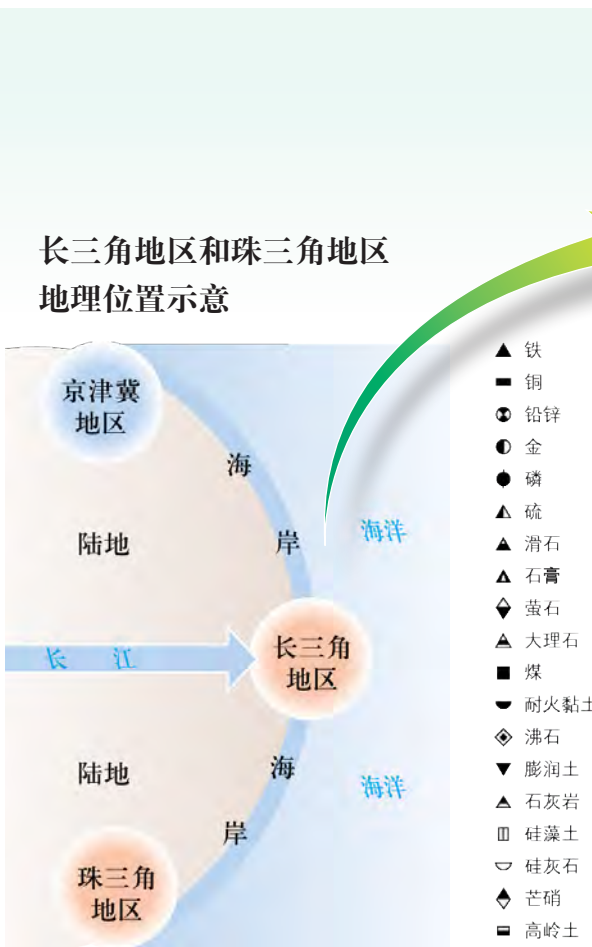 长三角地区和珠三角地区
地理位置示意
京津冀
地区
海
岸
陆地
海洋
长 江
长三角
地区
陆地
海
岸
海洋
珠三角
地区
铁
铜
铅锌
金
磷
硫
滑石
石膏
萤石
大理石
煤
耐火黏土
沸石
膨润土
石灰岩
硅藻土
硅灰石
芒硝
高岭土